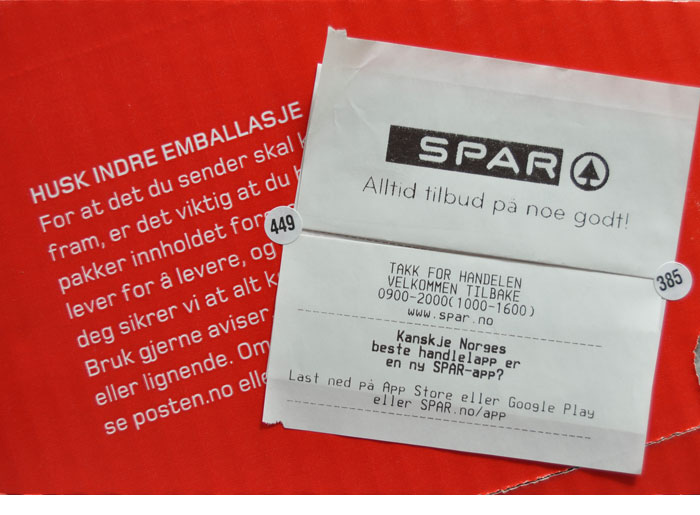 HUSK INDRE EMBALLASJE
For at det du sender skal
fram, er det viktig at du
pakker innholdet
lever for å levere, og
deg sikrer vi at alt
Bruk gjerne aviser
eller lignende. Om
se posten.no
449
SPAR
Alltid tilbud på noe godt!
385
TAKK FOR HANDELEN
VELKOMMEN TILBAKE
0900-2000(1000-1600)
www.spar.no
Kanskje Norges
beste handlelapp er
en ny SPAR-app?
Last ned på App Store eller Google Play
eller SPAR.no/app